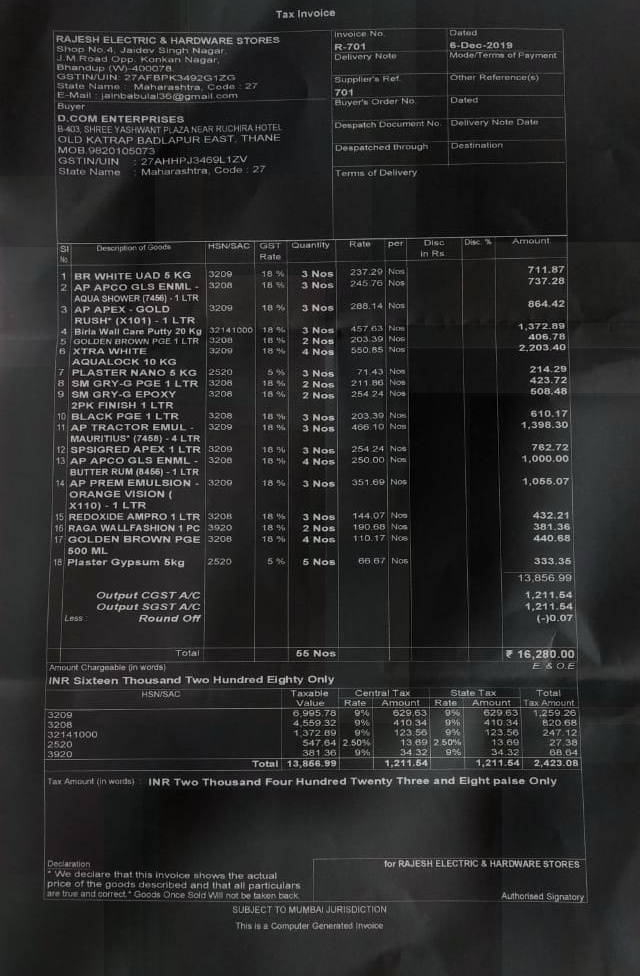 Tax Invoice
RAJESH ELECTRIC & HARDWARE STORES
Shop No.4, Jaidev Singh Nagar,
J.M.Road Opp. Konkan Nagar,
Bhandup (W)-400078.
GSTIN/UIN: 27AFBPK3492G1ZG
State Name : Maharashtra, Code : 27
E-Mail : jainbabulal36@gmail.com
Buyer
D.COM ENTERPRISES
B-403, SHREE YASHWANT PLAZA NEAR RUCHIRA HOTEL
OLD KATRAP BADLAPUR EAST, THANE
MOB.9820105073
GSTIN/UIN : 27AHHPJ3469L1ZV
State Name : Maharashtra, Code : 27
Invoice No. Dated
R-701 6-Dec-2019
Delivery Note Mode/Terms of Payment
Supplier's Ref. Other Reference(s)
701
Buyer's Order No. Dated
Despatch Document No. Delivery Note Date
Despatched through Destination
Terms of Delivery
Sl No. Description of Goods HSN/SAC GST Rate Quantity Rate per Disc in Rs. Disc. % Amount
1 BR WHITE UAD 5 KG 3209 18 % 3 Nos 237.29 Nos 711.87
2 AP APCO GLS ENML - 3208 18 % 3 Nos 245.76 Nos 737.28
AQUA SHOWER (7456) - 1 LTR
3 AP APEX - GOLD 3209 18 % 3 Nos 288.14 Nos 864.42
RUSH* (X101) - 1 LTR
4 Birla Wall Care Putty 20 Kg 32141000 18 % 3 Nos 457.63 Nos 1,372.89
5 GOLDEN BROWN PGE 1 LTR 3208 18 % 2 Nos 203.39 Nos 406.78
6 XTRA WHITE 3209 18 % 4 Nos 550.85 Nos 2,203.40
AQUALOCK 10 KG
7 PLASTER NANO 5 KG 2520 5 % 3 Nos 71.43 Nos 214.29
8 SM GRY-G PGE 1 LTR 3208 18 % 2 Nos 211.86 Nos 423.72
9 SM GRY-G EPOXY 3208 18 % 2 Nos 254.24 Nos 508.48
2PK FINISH 1 LTR
10 BLACK PGE 1 LTR 3208 18 % 3 Nos 203.39 Nos 610.17
11 AP TRACTOR EMUL - 3209 18 % 3 Nos 466.10 Nos 1,398.30
MAURITIUS* (7458) - 4 LTR
12 SPSIGRED APEX 1 LTR 3209 18 % 3 Nos 254.24 Nos 762.72
13 AP APCO GLS ENML - 3208 18 % 4 Nos 250.00 Nos 1,000.00
BUTTER RUM (8456) - 1 LTR
14 AP PREM EMULSION - 3209 18 % 3 Nos 351.69 Nos 1,055.07
ORANGE VISION (
X110) - 1 LTR
15 REDOXIDE AMPRO 1 LTR 3208 18 % 3 Nos 144.07 Nos 432.21
16 RAGA WALLFASHION 1 PC 3920 18 % 2 Nos 190.68 Nos 381.36
17 GOLDEN BROWN PGE 3208 18 % 4 Nos 110.17 Nos 440.68
500 ML
18 Plaster Gypsum 5kg 2520 5 % 5 Nos 66.67 Nos 333.35
13,856.99
Output CGST A/C 1,211.54
Output SGST A/C 1,211.54
Less : Round Off (-)0.07
Total 55 Nos ₹ 16,280.00
Amount Chargeable (in words) E. & O.E
INR Sixteen Thousand Two Hundred Eighty Only
HSN/SAC Taxable Value Central Tax Rate Amount State Tax Rate Amount Total Tax Amount
3209 6,995.78 9% 629.63 9% 629.63 1,259.26
3208 4,559.32 9% 410.34 9% 410.34 820.68
32141000 1,372.89 9% 123.56 9% 123.56 247.12
2520 547.64 2.50% 13.69 2.50% 13.69 27.38
3920 381.36 9% 34.32 9% 34.32 68.64
Total 13,856.99 1,211.54 1,211.54 2,423.08
Tax Amount (in words) : INR Two Thousand Four Hundred Twenty Three and Eight paise Only
Declaration
" We declare that this invoice shows the actual
price of the goods described and that all particulars
are true and correct." Goods Once Sold Will not be taken back.
for RAJESH ELECTRIC & HARDWARE STORES
Authorised Signatory
SUBJECT TO MUMBAI JURISDICTION
This is a Computer Generated Invoice